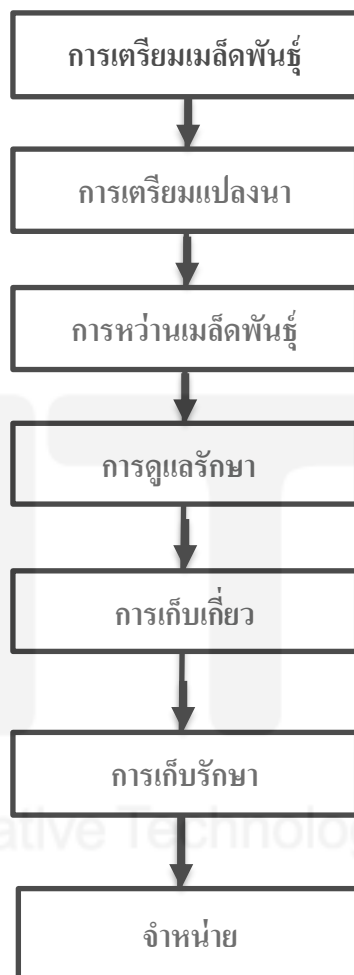 การเตรียมเมล็ดพันธุ์
การเตรียมแปลงนา
การหว่านเมล็ดพันธุ์
การดูแลรักษา
การเก็บเกี่ยว
การเก็บรักษา
ative Technolog
จำหน่าย